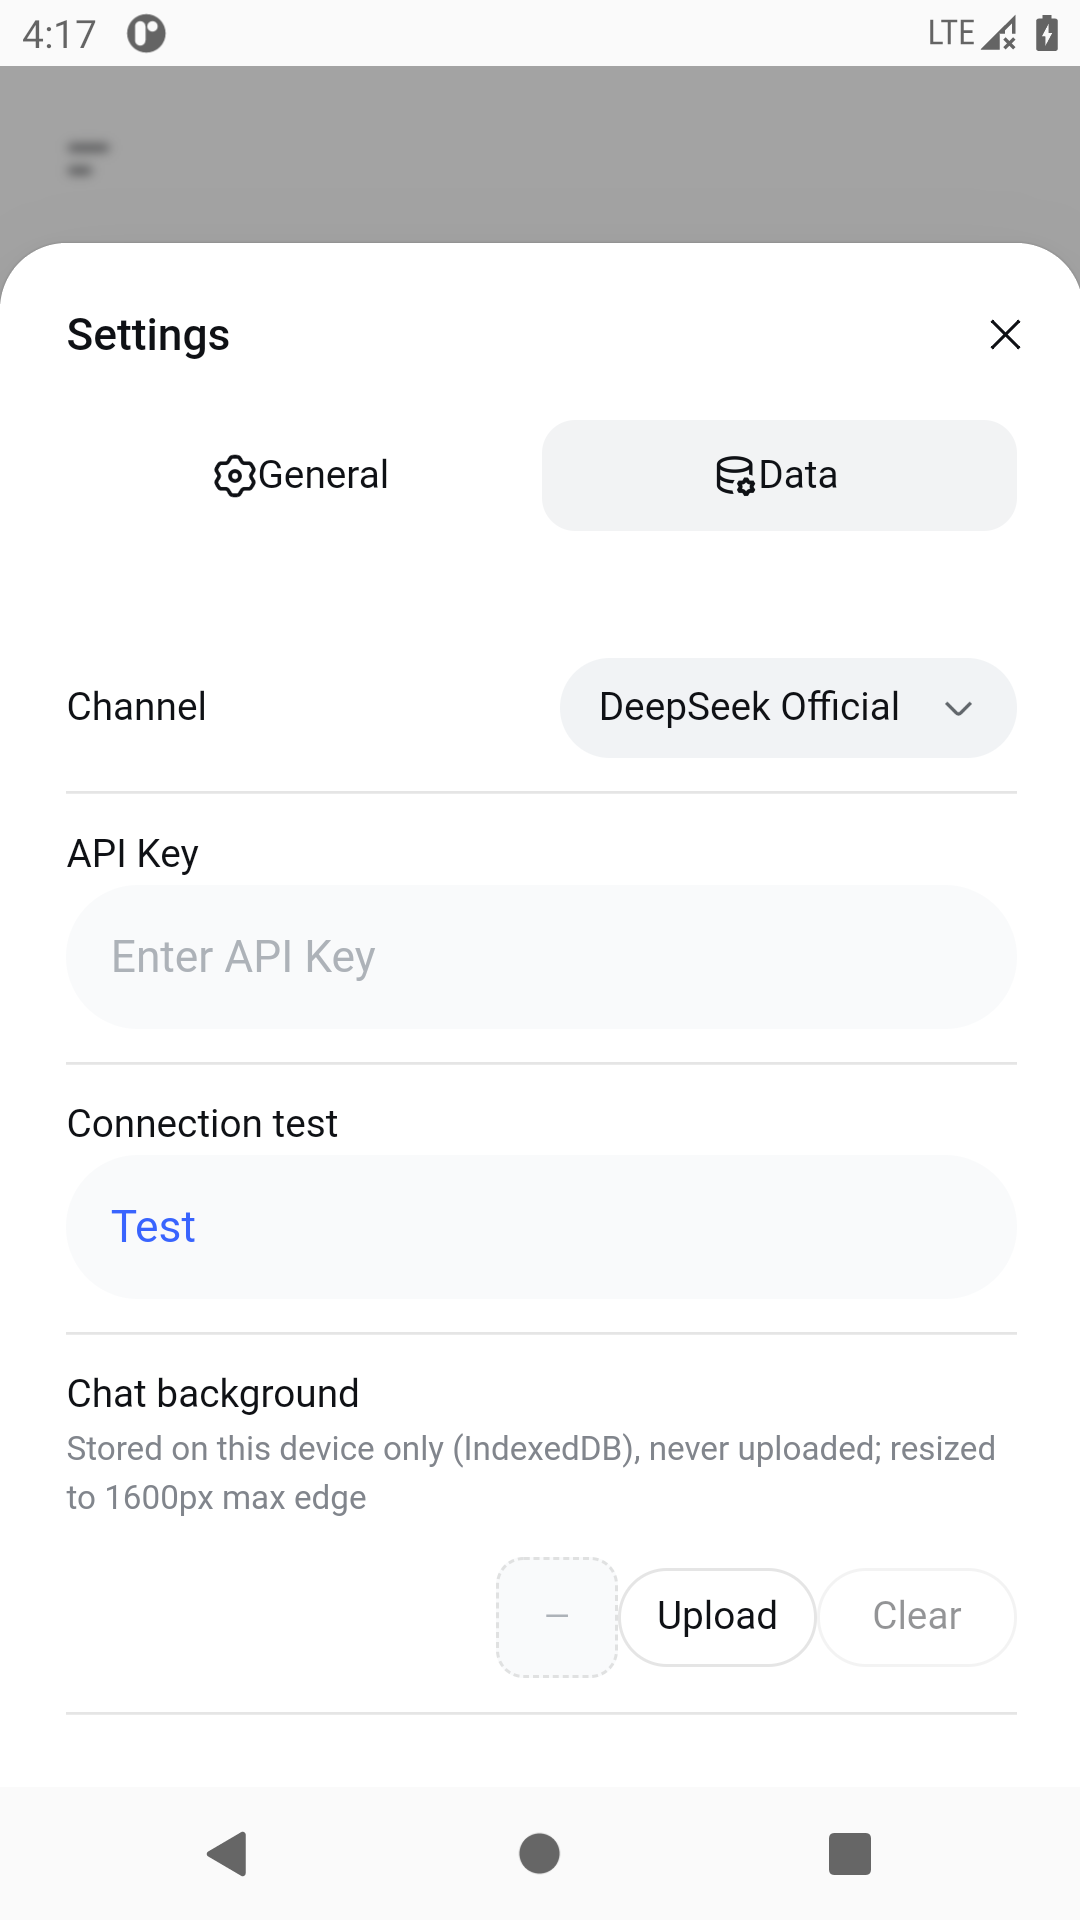 4:17
LTE
Settings
General
Data
Channel
DeepSeek Official
API Key
Enter API Key
Connection test
Test
Chat background
Stored on this device only (IndexedDB), never uploaded; resized
to 1600px max edge
–
Upload
Clear